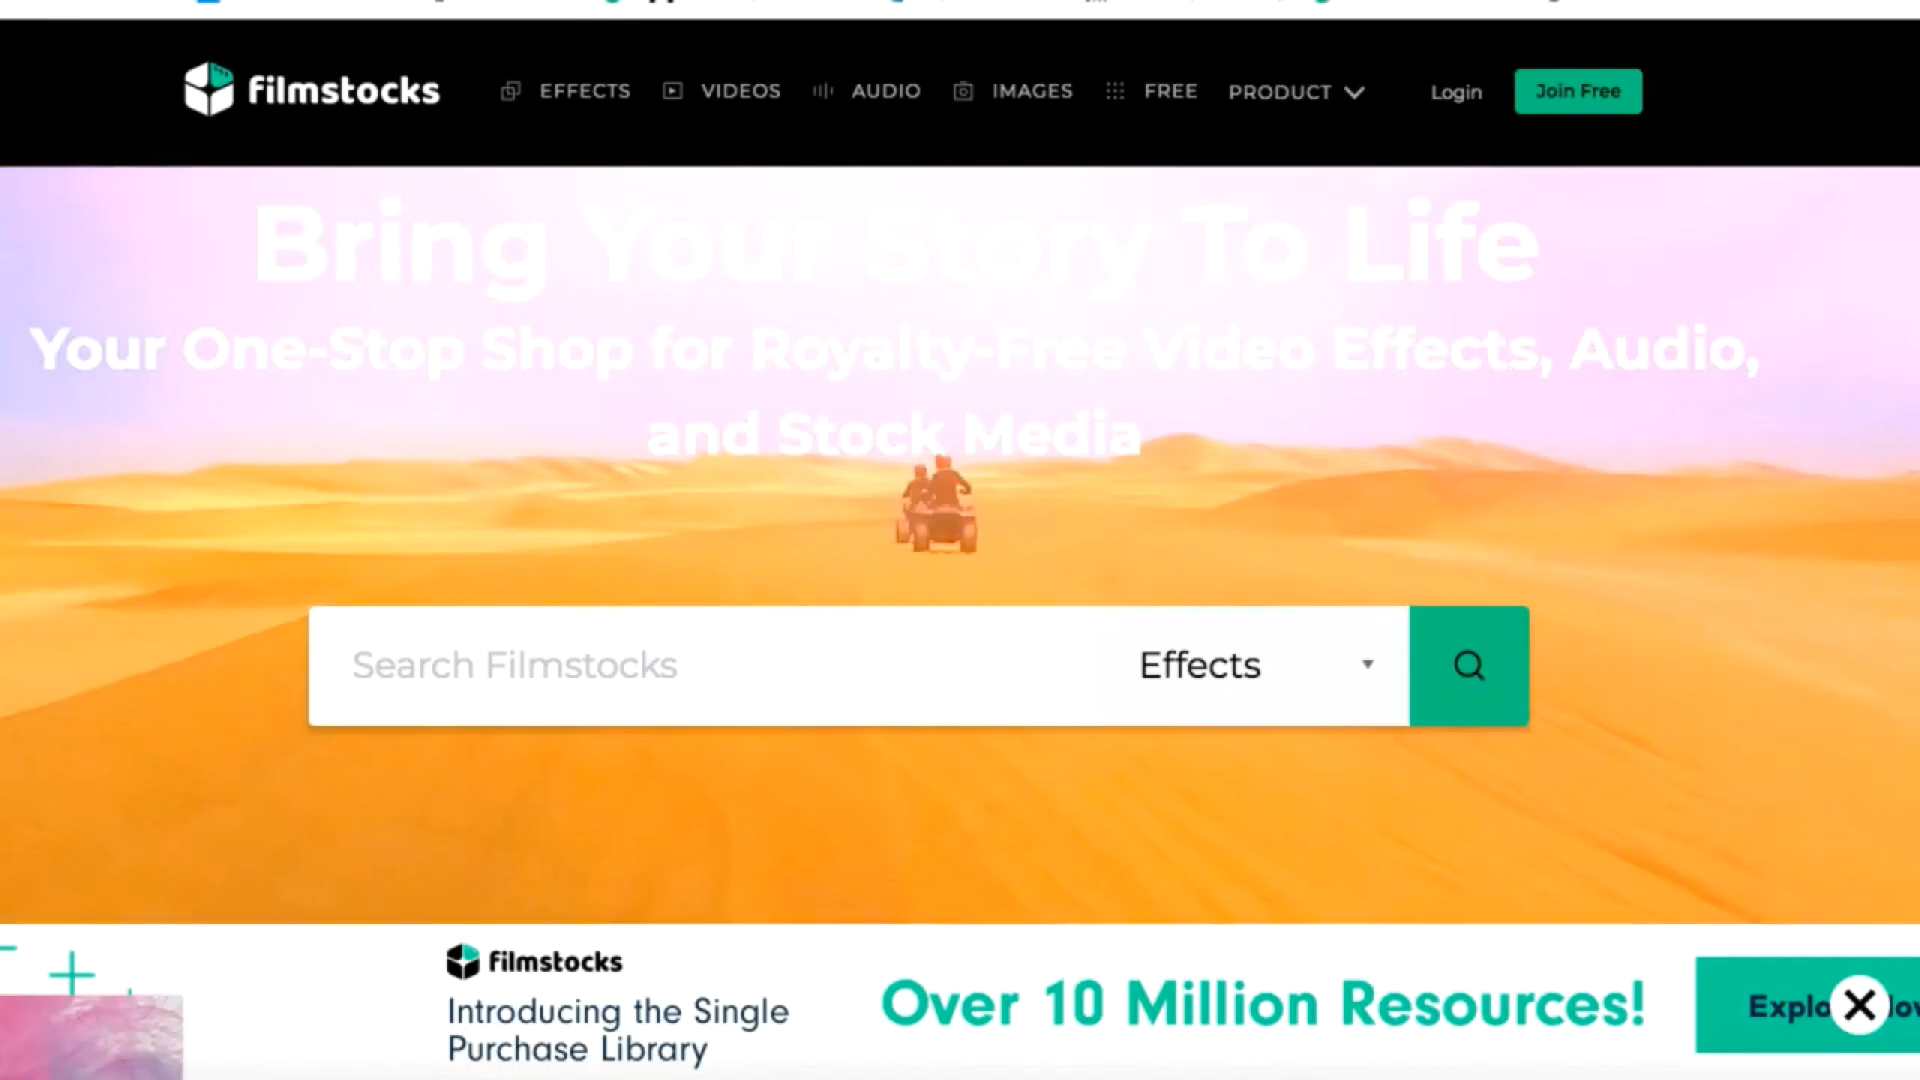 filmstocks
EFFECTS
VIDEOS
AUDIO
IMAGES
FREE
PRODUCT
Login
Join Free
Bring Your Story To Life
Your One-Stop Shop for Royalty-Free Video Effects, Audio,
and Stock Media
Search Filmstocks
Effects
filmstocks
Introducing the Single
Purchase Library
Over 10 Million Resources!